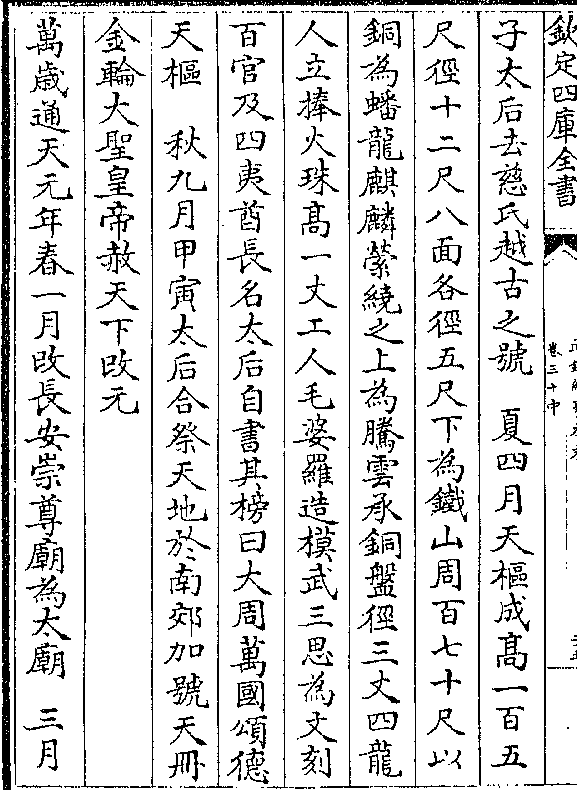 欽定四庫全書
卷三十中
子太后去慈氏越古之號　夏四月天樞成高一百五
尺徑十二尺八面各徑五尺下為鐵山周百七十尺以
銅為蟠龍麒麟縈繞之上為騰雲承銅盤徑三丈四龍
人立捧火珠高一丈工人毛婆羅造模武三思為文刻
百官及四夷酋長名太后自書其榜曰大周萬國頌德
天樞　秋九月甲寅太后合祭天地於南郊加號天冊
金輪大聖皇帝赦天下改元
萬歲通天元年春一月改長安崇尊廟為太廟　三月